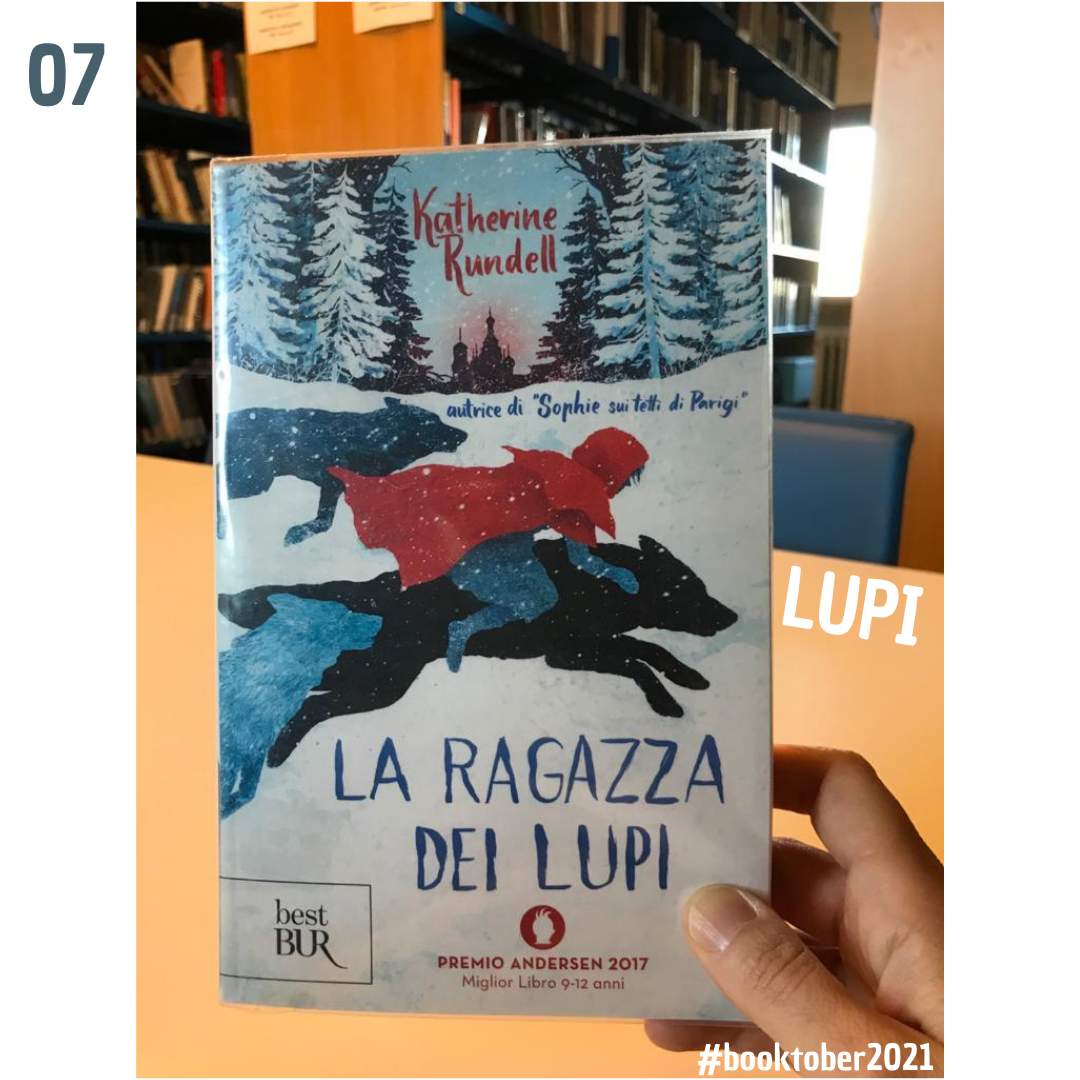 07
Katherine
Rundell
autrice di "Sophie sui tetti di Parigi"
LUPI
LA RAGAZZA
DEI LUPI
best
BUR
PREMIO ANDERSEN 2017
Miglior Libro 9-12 anni
#booktober2021